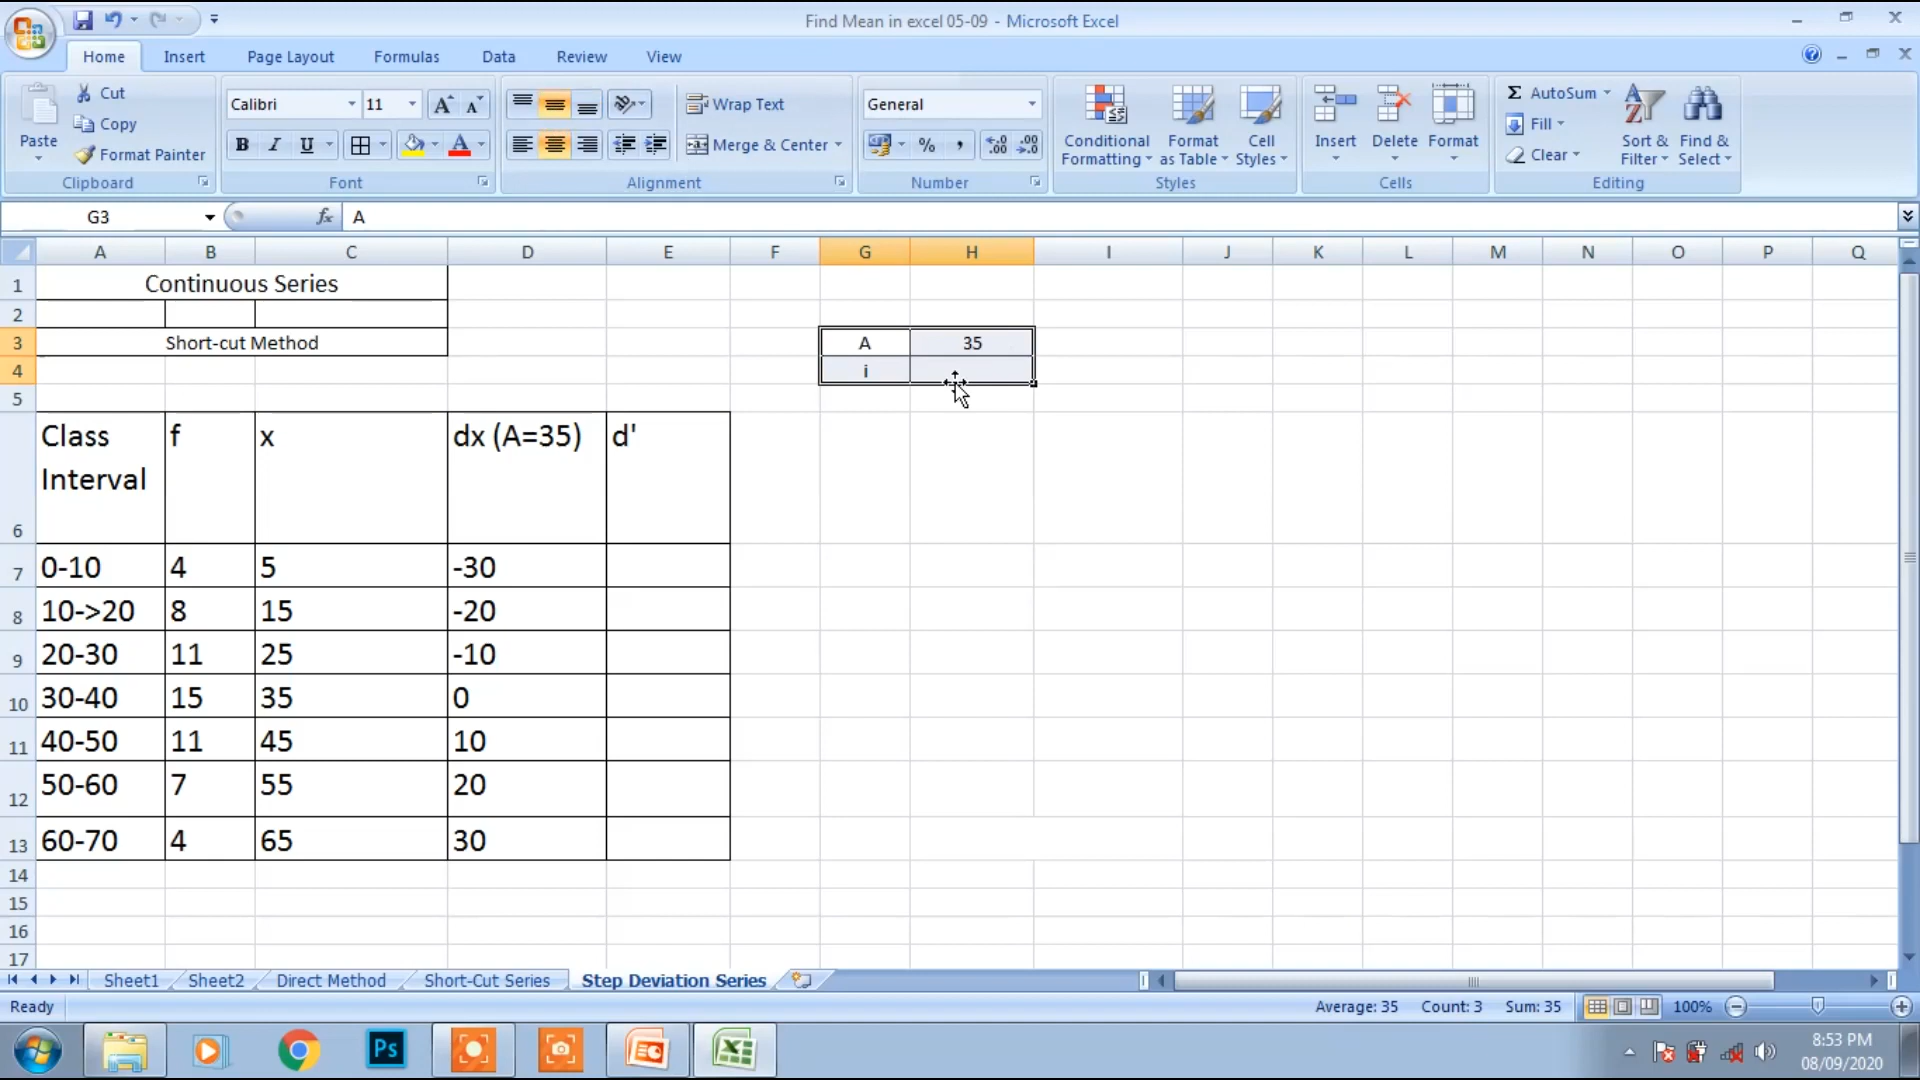 Find Mean in excel 05-09 - Microsoft Excel
Home Insert Page Layout Formulas Data Review View
Paste Cut Copy Format Painter
Calibri 11 A A
B I U A
Wrap Text
Merge & Center
General
% , .0 .00 .00 .0
Conditional Formatting Format as Table Cell Styles
Insert Delete Format
Σ AutoSum Fill Clear
Sort & Filter Find & Select
Clipboard Font Alignment Number Styles Cells Editing
G3 fx A
A B C D E F G H I J K L M N O P Q
1 Continuous Series
2
3 Short-cut Method A 35
4 i
5
6 Class Interval f x dx (A=35) d'
7 0-10 4 5 -30
8 10->20 8 15 -20
9 20-30 11 25 -10
10 30-40 15 35 0
11 40-50 11 45 10
12 50-60 7 55 20
13 60-70 4 65 30
14
15
16
17
Sheet1 Sheet2 Direct Method Short-Cut Series Step Deviation Series
Ready Average: 35 Count: 3 Sum: 35 100%
Ps 8:53 PM
08/09/2020